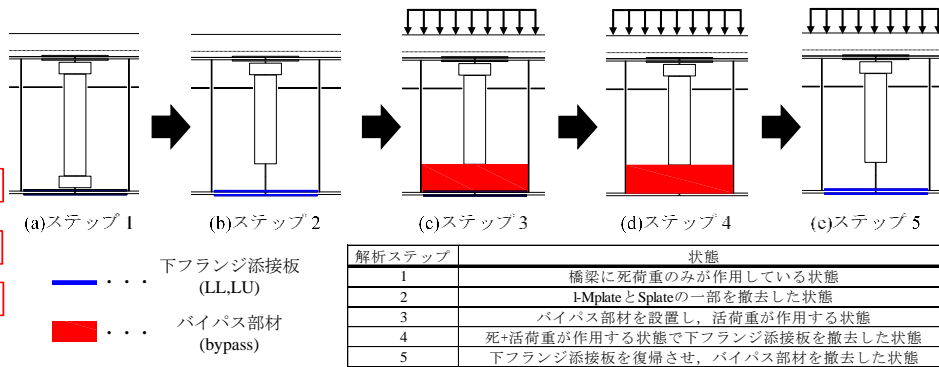 (a)ステップ 1
(b)ステップ 2
(c)ステップ 3
(d)ステップ 4
(e)ステップ 5
・・・ 下フランジ添接板
(LL,LU)
・・・ バイパス部材
(bypass)
解析ステップ 状態
1 橋梁に死荷重のみが作用している状態
2 l-MplateとSplateの一部を撤去した状態
3 バイパス部材を設置し，活荷重が作用する状態
4 死+活荷重が作用する状態で下フランジ添接板を撤去した状態
5 下フランジ添接板を復帰させ，バイパス部材を撤去した状態